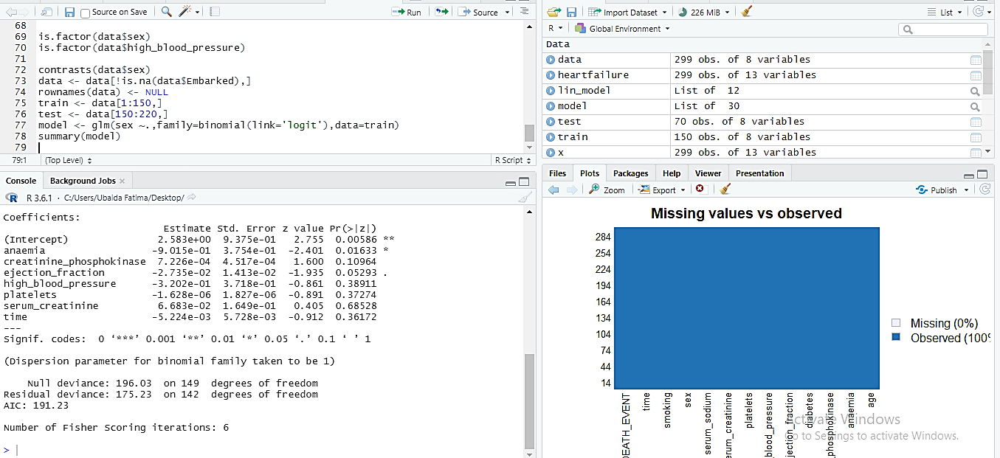 Source on Save
Run
Source
68
69 is.factor(data$sex)
70 is.factor(data$high_blood_pressure)
71
72 contrasts(data$sex)
73 data <- data[!is.na(data$Embarked),]
74 rownames(data) <- NULL
75 train <- data[1:150,]
76 test <- data[150:220,]
77 model <- glm(sex ~.,family=binomial(link='logit'),data=train)
78 summary(model)
79
79:1 (Top Level) R Script
Console Background Jobs
R 3.6.1 · C:/Users/Ubaida Fatima/Desktop/
Coefficients:
Estimate Std. Error z value Pr(>|z|)
(Intercept) 2.583e+00 9.375e-01 2.755 0.00586 **
anaemia -9.015e-01 3.754e-01 -2.401 0.01633 *
creatinine_phosphokinase 7.226e-04 4.517e-04 1.600 0.10964
ejection_fraction -2.735e-02 1.413e-02 -1.935 0.05293 .
high_blood_pressure -3.202e-01 3.718e-01 -0.861 0.38911
platelets -1.628e-06 1.827e-06 -0.891 0.37274
serum_creatinine 6.683e-02 1.649e-01 0.405 0.68528
time -5.224e-03 5.728e-03 -0.912 0.36172
---
Signif. codes: 0 ‘***’ 0.001 ‘**’ 0.01 ‘*’ 0.05 ‘.’ 0.1 ‘ ’ 1
(Dispersion parameter for binomial family taken to be 1)
Null deviance: 196.03 on 149 degrees of freedom
Residual deviance: 175.23 on 142 degrees of freedom
AIC: 191.23
Number of Fisher Scoring iterations: 6
>
Import Dataset 226 MiB List
R Global Environment
Data
data 299 obs. of 8 variables
heartfailure 299 obs. of 13 variables
lin_model List of 12
model List of 30
test 70 obs. of 8 variables
train 150 obs. of 8 variables
x 299 obs. of 13 variables
Files Plots Packages Help Viewer Presentation
Zoom Export Publish
Missing values vs observed
284
254
224
194
164
134
104
74
44
14
Missing (0%)
Observed (100%
DEATH_EVENT
time
smoking
sex
serum_sodium
erum_creatinine
platelets
blood_pressure
jection_fraction
diabetes
_phosphokinase
anaemia
age
Activate Windows
Go to Settings to activate Windows.